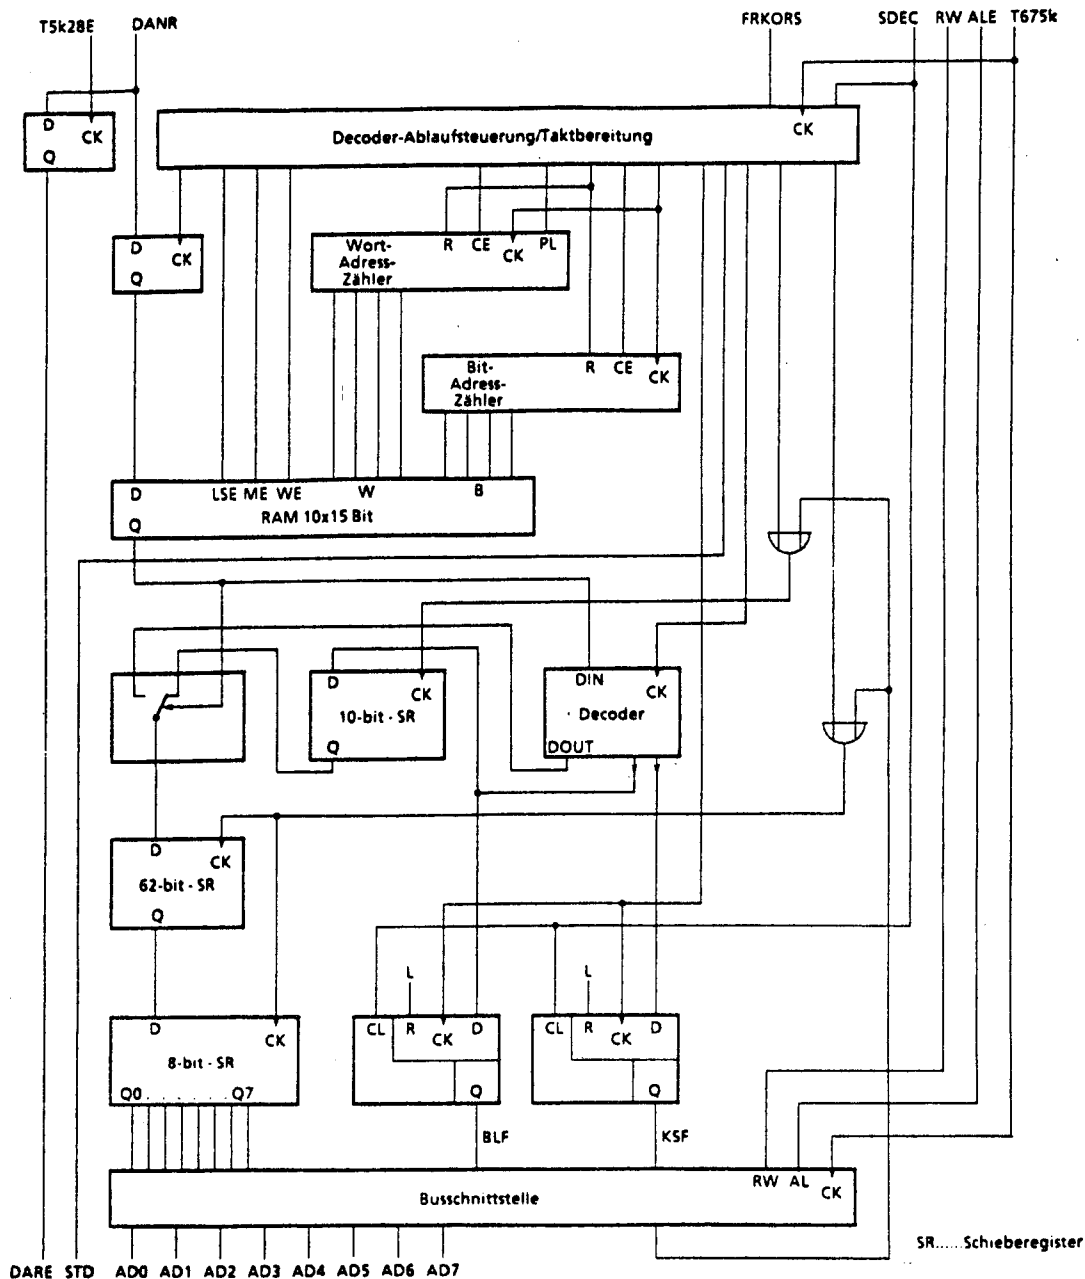 T5k28E DANR FRKORS SDEC RW ALE T675k
D CK
Q
Decoder-Ablaufsteuerung/Taktbereitung CK
D CK
Q
Wort-
Adress-
Zähler
R CE CK PL
Bit-
Adress-
Zähler
R CE CK
D LSE ME WE W B
Q RAM 10x15 Bit
D CK
10-bit - SR
Q
DIN CK
Decoder
DOUT
D CK
62-bit - SR
Q
D CK
8-bit - SR
Q0 . . . . . . Q7
L
CL R CK D
Q
L
CL R CK D
Q
BLF KSF
RW AL CK
Busschnittstelle
SR......Schieberegister
DARE STD AD0 AD1 AD2 AD3 AD4 AD5 AD6 AD7